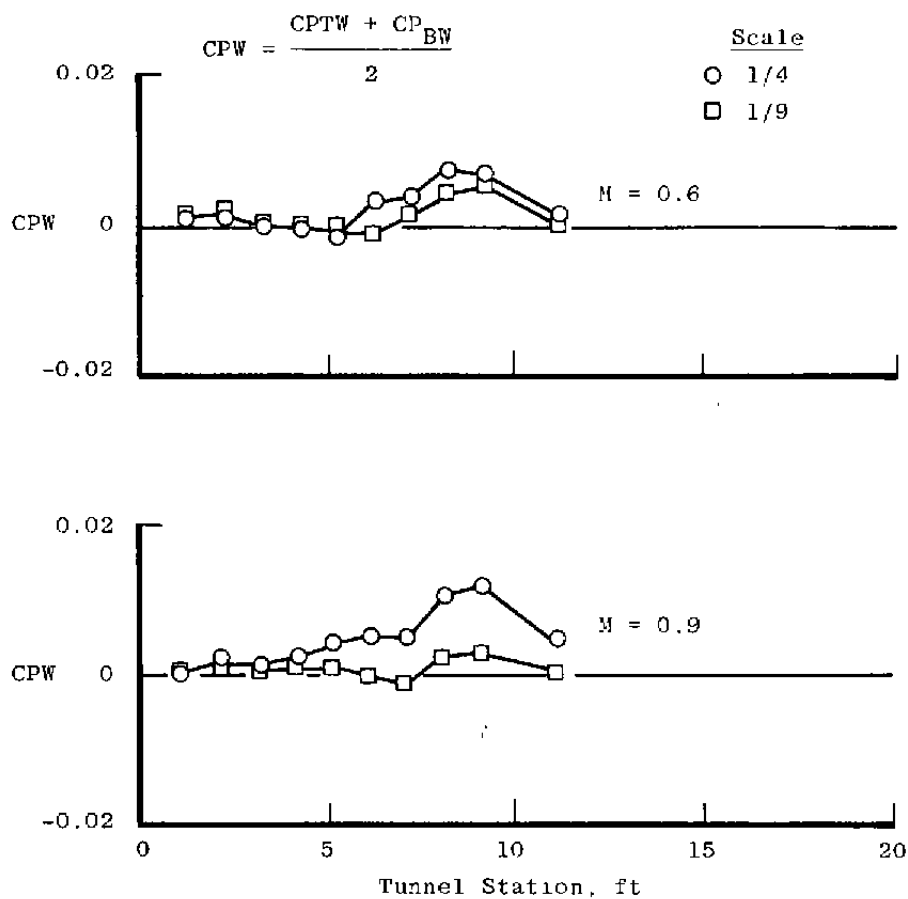 CPW = CPTW + CP_BW / 2
Scale
1/4
1/9
0.02
CPW 0
-0.02
M = 0.6
0.02
CPW 0
-0.02
M = 0.9
0 5 10 15 20
Tunnel Station, ft